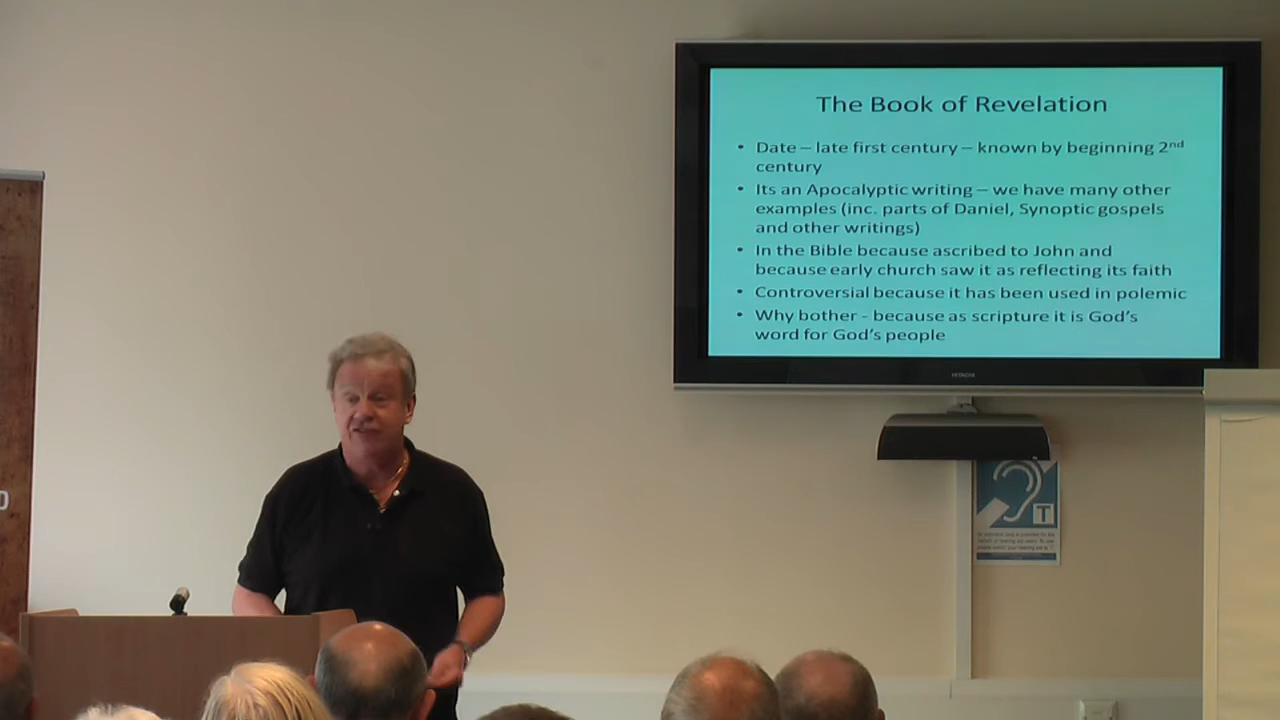 The Book of Revelation
• Date – late first century – known by beginning 2nd
century
• Its an Apocalyptic writing – we have many other
examples (inc. parts of Daniel, Synoptic gospels
and other writings)
• In the Bible because ascribed to John and
because early church saw it as reflecting its faith
• Controversial because it has been used in polemic
• Why bother - because as scripture it is God's
word for God's people
HITACHI
T